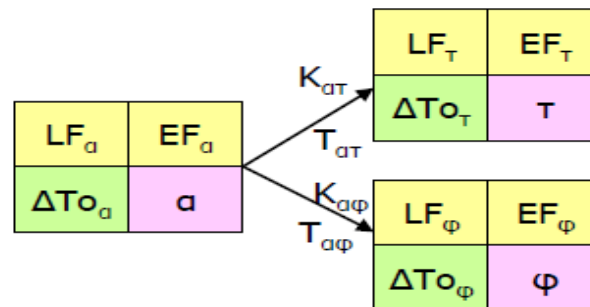 LFτ EFτ
ΔToτ τ
Kατ
Tατ
LFα EFα
ΔToα α
Kαφ
Tαφ
LFφ EFφ
ΔToφ φ